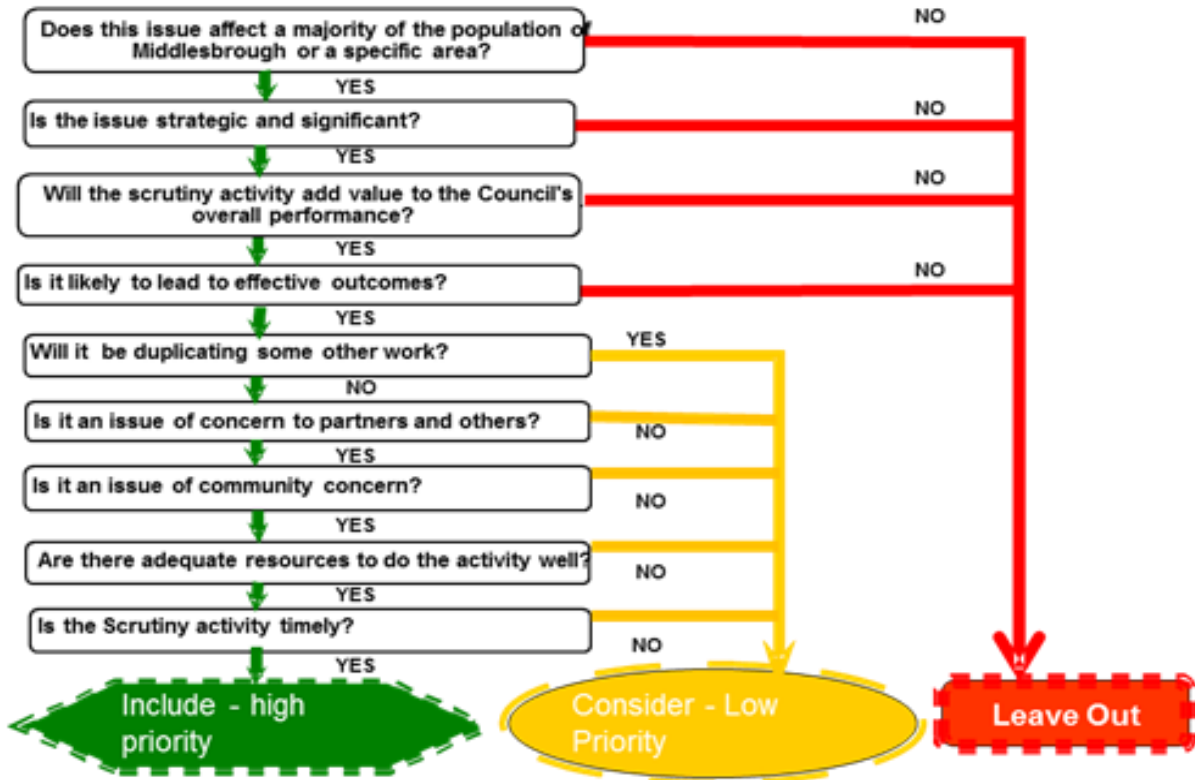 Does this issue affect a majority of the population of
Middlesbrough or a specific area?
NO
YES
Is the issue strategic and significant?
NO
YES
Will the scrutiny activity add value to the Council's
overall performance?
NO
YES
Is it likely to lead to effective outcomes?
NO
YES
Will it be duplicating some other work?
YES
NO
Is it an issue of concern to partners and others?
NO
YES
Is it an issue of community concern?
NO
YES
Are there adequate resources to do the activity well?
NO
YES
Is the Scrutiny activity timely?
NO
YES
Include - high
priority
Consider - Low
Priority
Leave Out